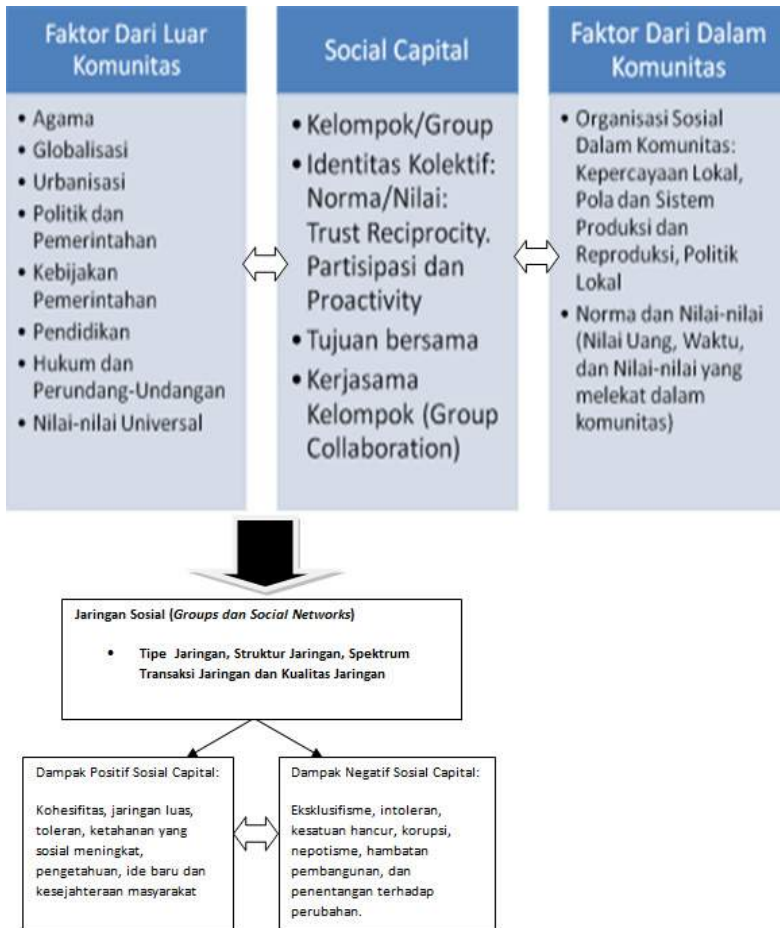 Faktor Dari Luar
Komunitas
• Agama
• Globalisasi
• Urbanisasi
• Politik dan
Pemerintahan
• Kebijakan
Pemerintahan
• Pendidikan
• Hukum dan
Perundang-Undangan
• Nilai-nilai Universal
Social Capital
• Kelompok/Group
• Identitas Kolektif:
Norma/Nilai:
Trust Reciprocity.
Partisipasi dan
Proactivity
• Tujuan bersama
• Kerjasama
Kelompok (Group
Collaboration)
Faktor Dari Dalam
Komunitas
• Organisasi Sosial
Dalam Komunitas:
Kepercayaan Lokal,
Pola dan Sistem
Produksi dan
Reproduksi, Politik
Lokal
• Norma dan Nilai-nilai
(Nilai Uang, Waktu,
dan Nilai-nilai yang
melekat dalam
komunitas)
Jaringan Sosial (Groups dan Social Networks)
• Tipe Jaringan, Struktur Jaringan, Spektrum
Transaksi Jaringan dan Kualitas Jaringan
Dampak Positif Sosial Capital:
Kohesifitas, jaringan luas,
toleran, ketahanan yang
sosial meningkat,
pengetahuan, ide baru dan
kesejahteraan masyarakat
Dampak Negatif Sosial Capital:
Eksklusifisme, intoleran,
kesatuan hancur, korupsi,
nepotisme, hambatan
pembangunan, dan
penentangan terhadap
perubahan.